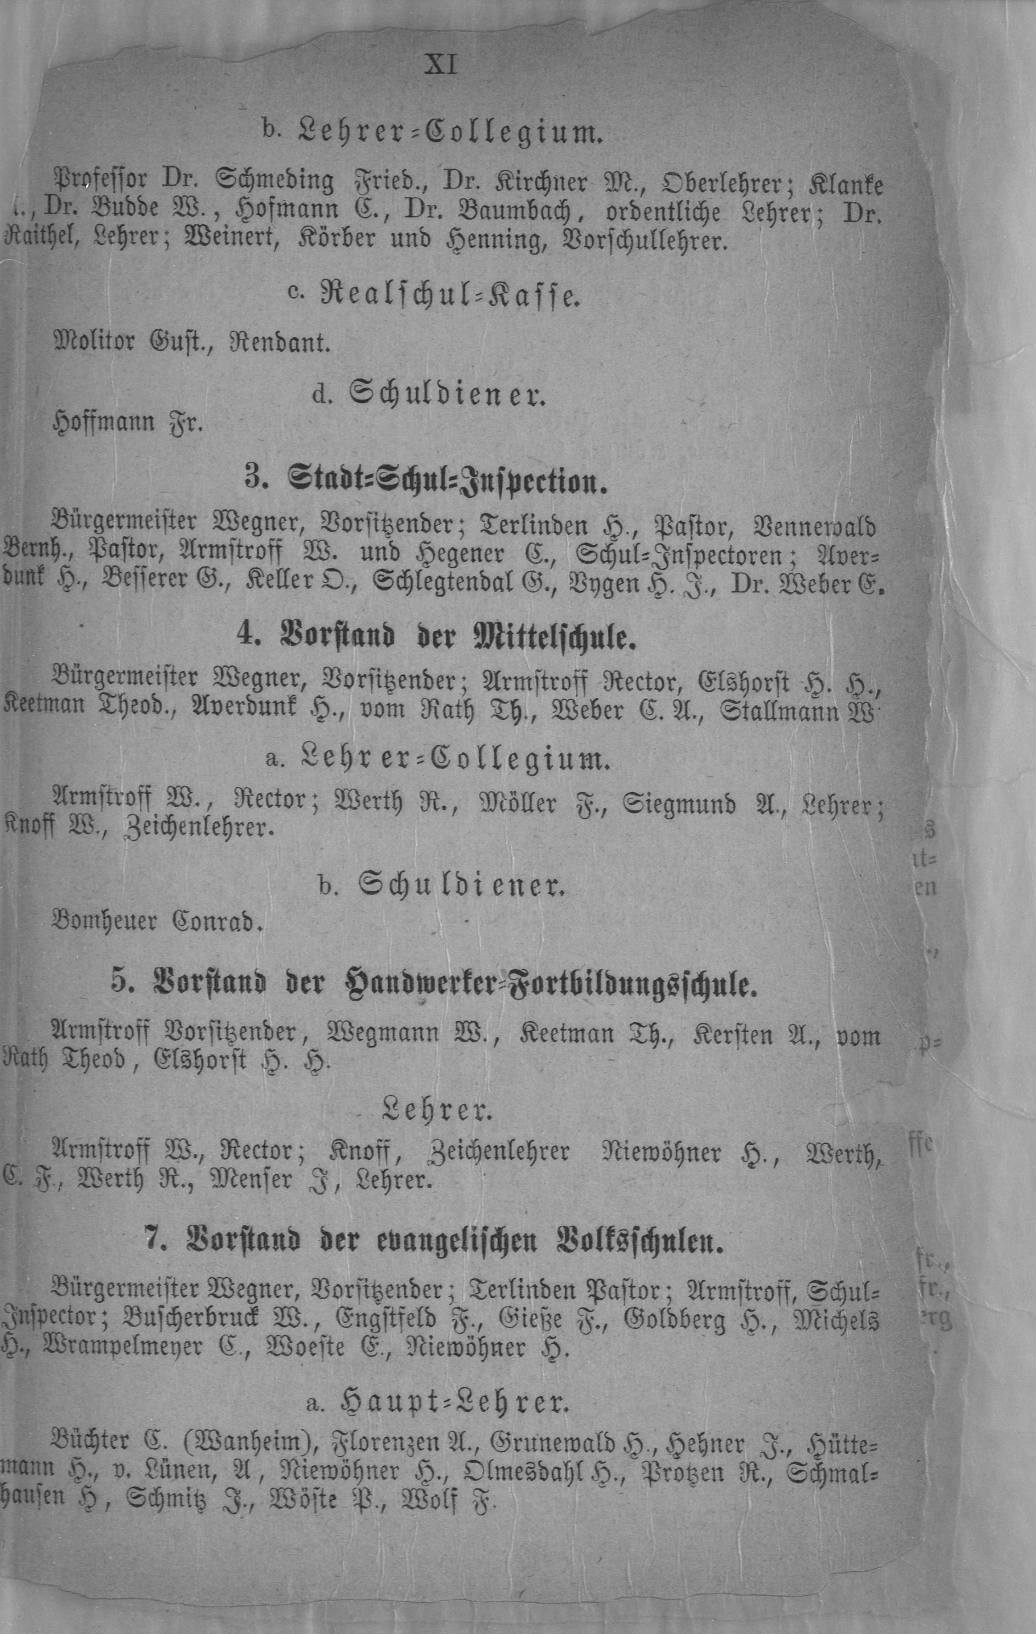 XI
b. Lehrer-Collegium.
Professor Dr. Schmeding Fried., Dr. Kirchner M., Oberlehrer; Klanke
Dr. Budde W., Hofmann C., Dr. Baumbach, ordentliche Lehrer; Dr.
Raithel, Lehrer; Weinert, Körber und Henning, Vorschullehrer.
c. Realschul-Kasse.
Molitor Gust., Rendant.
d. Schuldiener.
Hoffmann Fr.
3. Stadt-Schul-Inspection.
Bürgermeister Wegner, Vorsitzender; Terlinden H., Pastor, Vennewald
Bernh., Pastor, Armstroff W. und Hegener C., Schul-Inspectoren; Aver-
dunk H., Besserer G., Keller O., Schlegtendal G., Vygen H. J., Dr. Weber E.
4. Vorstand der Mittelschule.
Bürgermeister Wegner, Vorsitzender; Armstroff Rector, Elshorst H. H.,
Keetman Theod., Averdunk H., vom Rath Th., Weber C. A., Stallmann W
a. Lehrer-Collegium.
Armstroff W., Rector; Werth R., Möller F., Siegmund A., Lehrer;
Knoff W., Zeichenlehrer.
b. Schuldiener.
Bomheuer Conrad.
5. Vorstand der Handwerker-Fortbildungsschule.
Armstroff Vorsitzender, Wegmann W., Keetman Th., Kersten A., vom
Rath Theod, Elshorst H. H.
Lehrer.
Armstroff W., Rector; Knoff, Zeichenlehrer Niewöhner H., Werth,
C. F., Werth R., Menser J, Lehrer.
7. Vorstand der evangelischen Volksschulen.
Bürgermeister Wegner, Vorsitzender; Terlinden Pastor; Armstroff, Schul-
Inspector; Buscherbruck W., Engstfeld F., Gieße F., Goldberg H., Michels
H., Wrampelmeyer C., Woeste E., Niewöhner H.
a. Haupt-Lehrer.
Büchter C. (Wanheim), Florenzen A., Grunewald H., Hehner J., Hütte-
mann H., v. Lünen, A, Niewöhner H., Olmesdahl H., Protzen R., Schmal-
hausen H, Schmitz J., Wöste P., Wolf F.